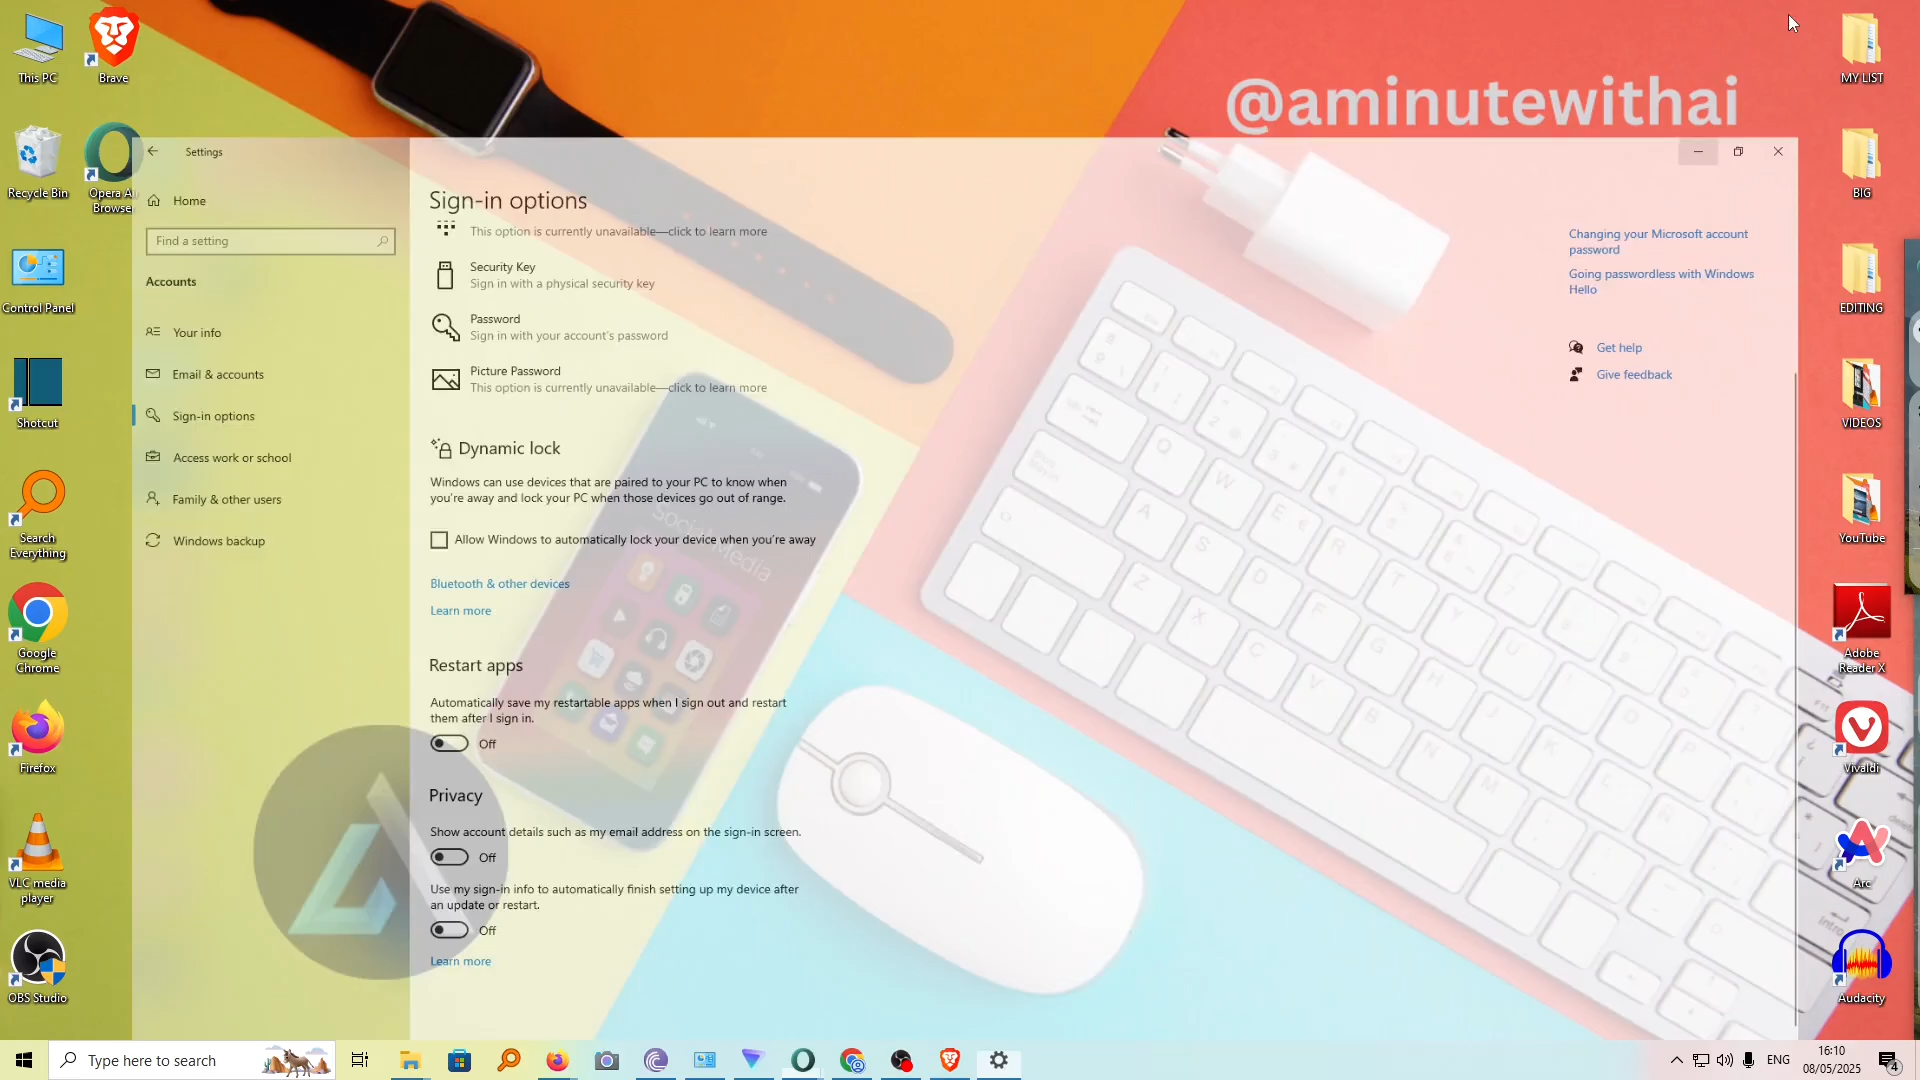 This PC
Brave
Recycle Bin
Opera Air
Browser
Control Panel
Shotcut
Search
Everything
Google
Chrome
Firefox
VLC media
player
OBS Studio
@aminutewithai
Settings
Home
Find a setting
Accounts
Your info
Email & accounts
Sign-in options
Access work or school
Family & other users
Windows backup
Sign-in options
This option is currently unavailable—click to learn more
Security Key
Sign in with a physical security key
Password
Sign in with your account's password
Picture Password
This option is currently unavailable—click to learn more
Dynamic lock
Windows can use devices that are paired to your PC to know when
you're away and lock your PC when those devices go out of range.
Allow Windows to automatically lock your device when you're away
Bluetooth & other devices
Learn more
Restart apps
Automatically save my restartable apps when I sign out and restart
them after I sign in.
Off
Privacy
Show account details such as my email address on the sign-in screen.
Off
Use my sign-in info to automatically finish setting up my device after
an update or restart.
Off
Learn more
Changing your Microsoft account
password
Going passwordless with Windows
Hello
Get help
Give feedback
Social Media
MY LIST
BIG
EDITING
VIDEOS
YouTube
Adobe
Reader X
Vivaldi
Arc
Audacity
Type here to search
ENG
16:10
08/05/2025
4